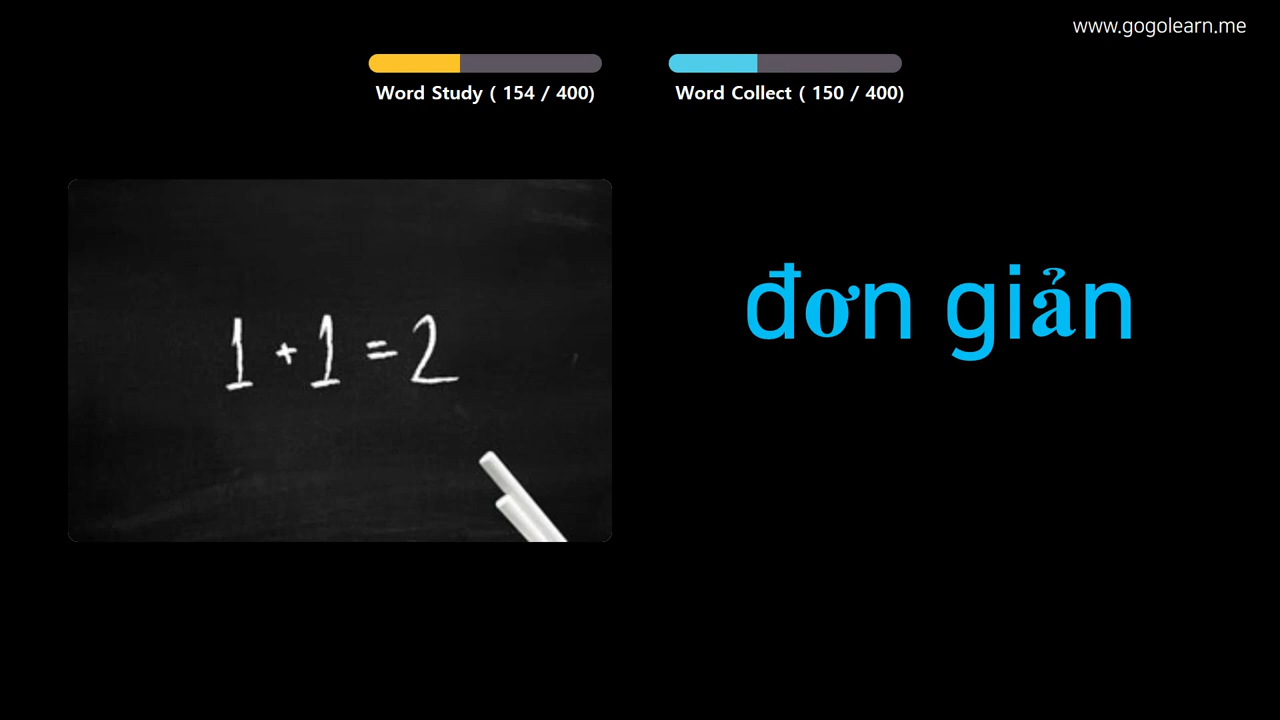 www.gogolearn.me
Word Study ( 154 / 400)
Word Collect ( 150 / 400)
1 + 1 = 2
đơn giản